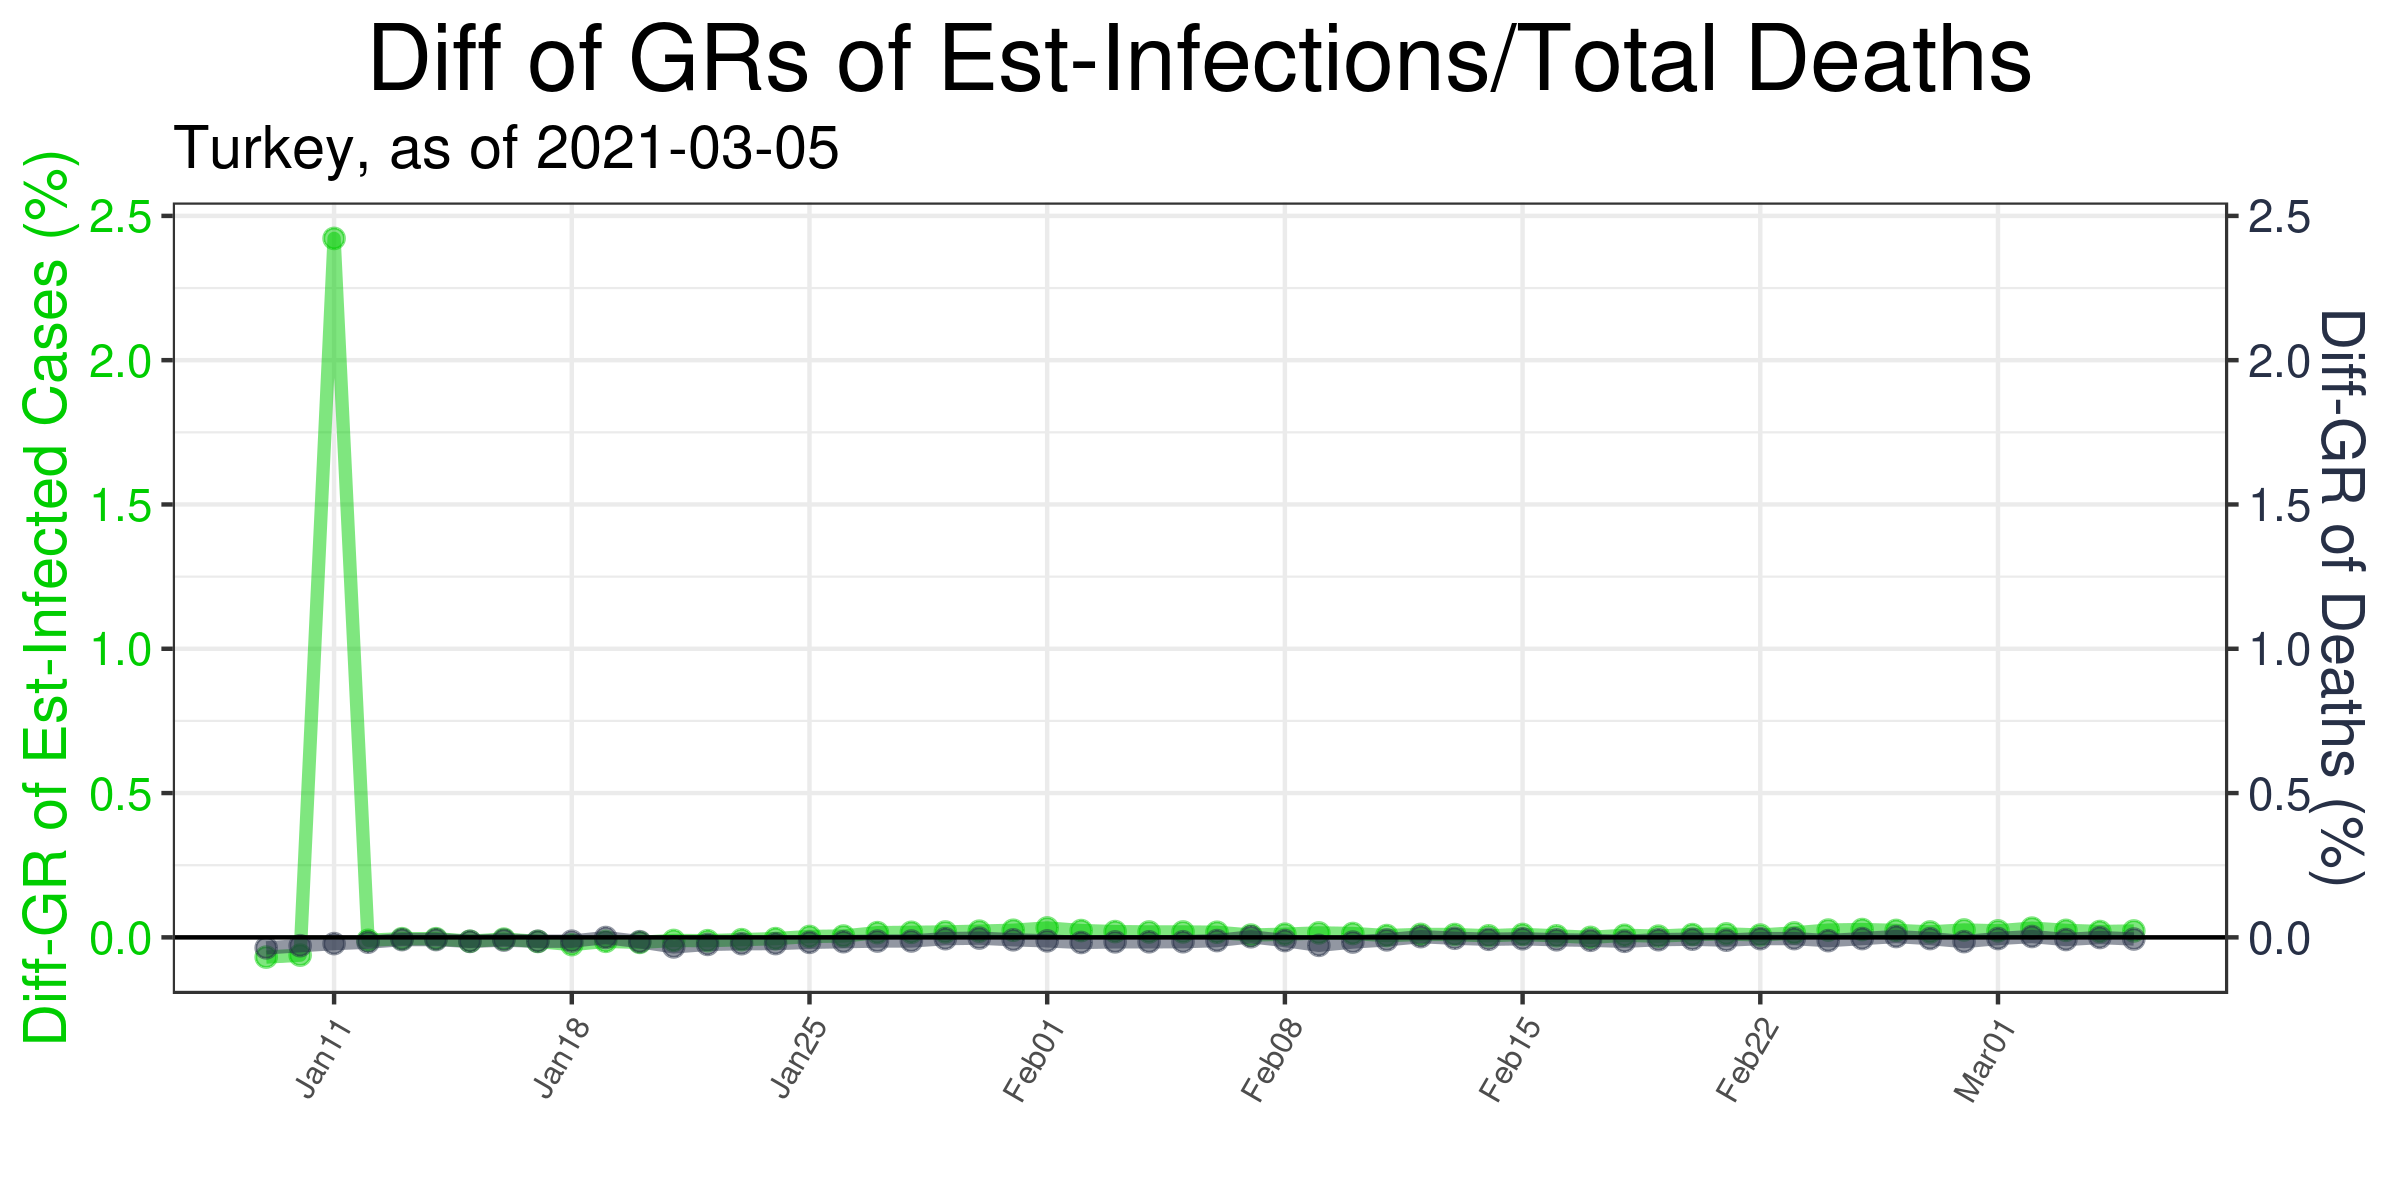 Diff of GRs of Est-Infections/Total Deaths
Turkey, as of 2021-03-05
Diff-GR of Est-Infected Cases (%)
2.5
2.0
1.5
1.0
0.5
0.0
2.5
2.0
1.5
1.0
0.5
0.0
Diff-GR of Deaths (%)
Jan11
Jan18
Jan25
Feb01
Feb08
Feb15
Feb22
Mar01